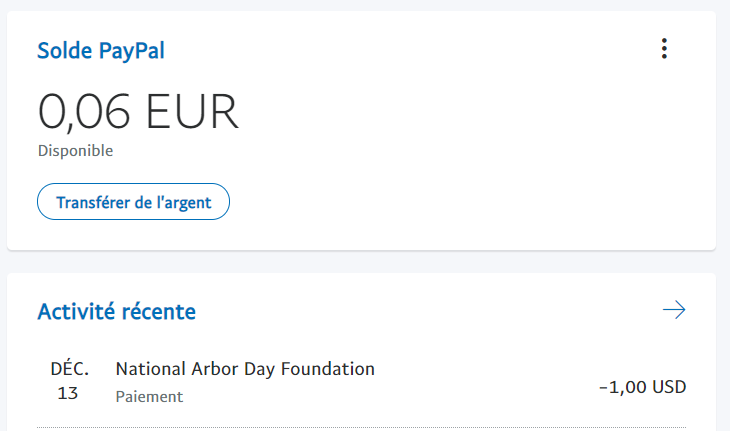 Solde PayPal
0,06 EUR
Disponible
Transférer de l'argent
Activité récente
DÉC.
13
National Arbor Day Foundation
Paiement
-1,00 USD